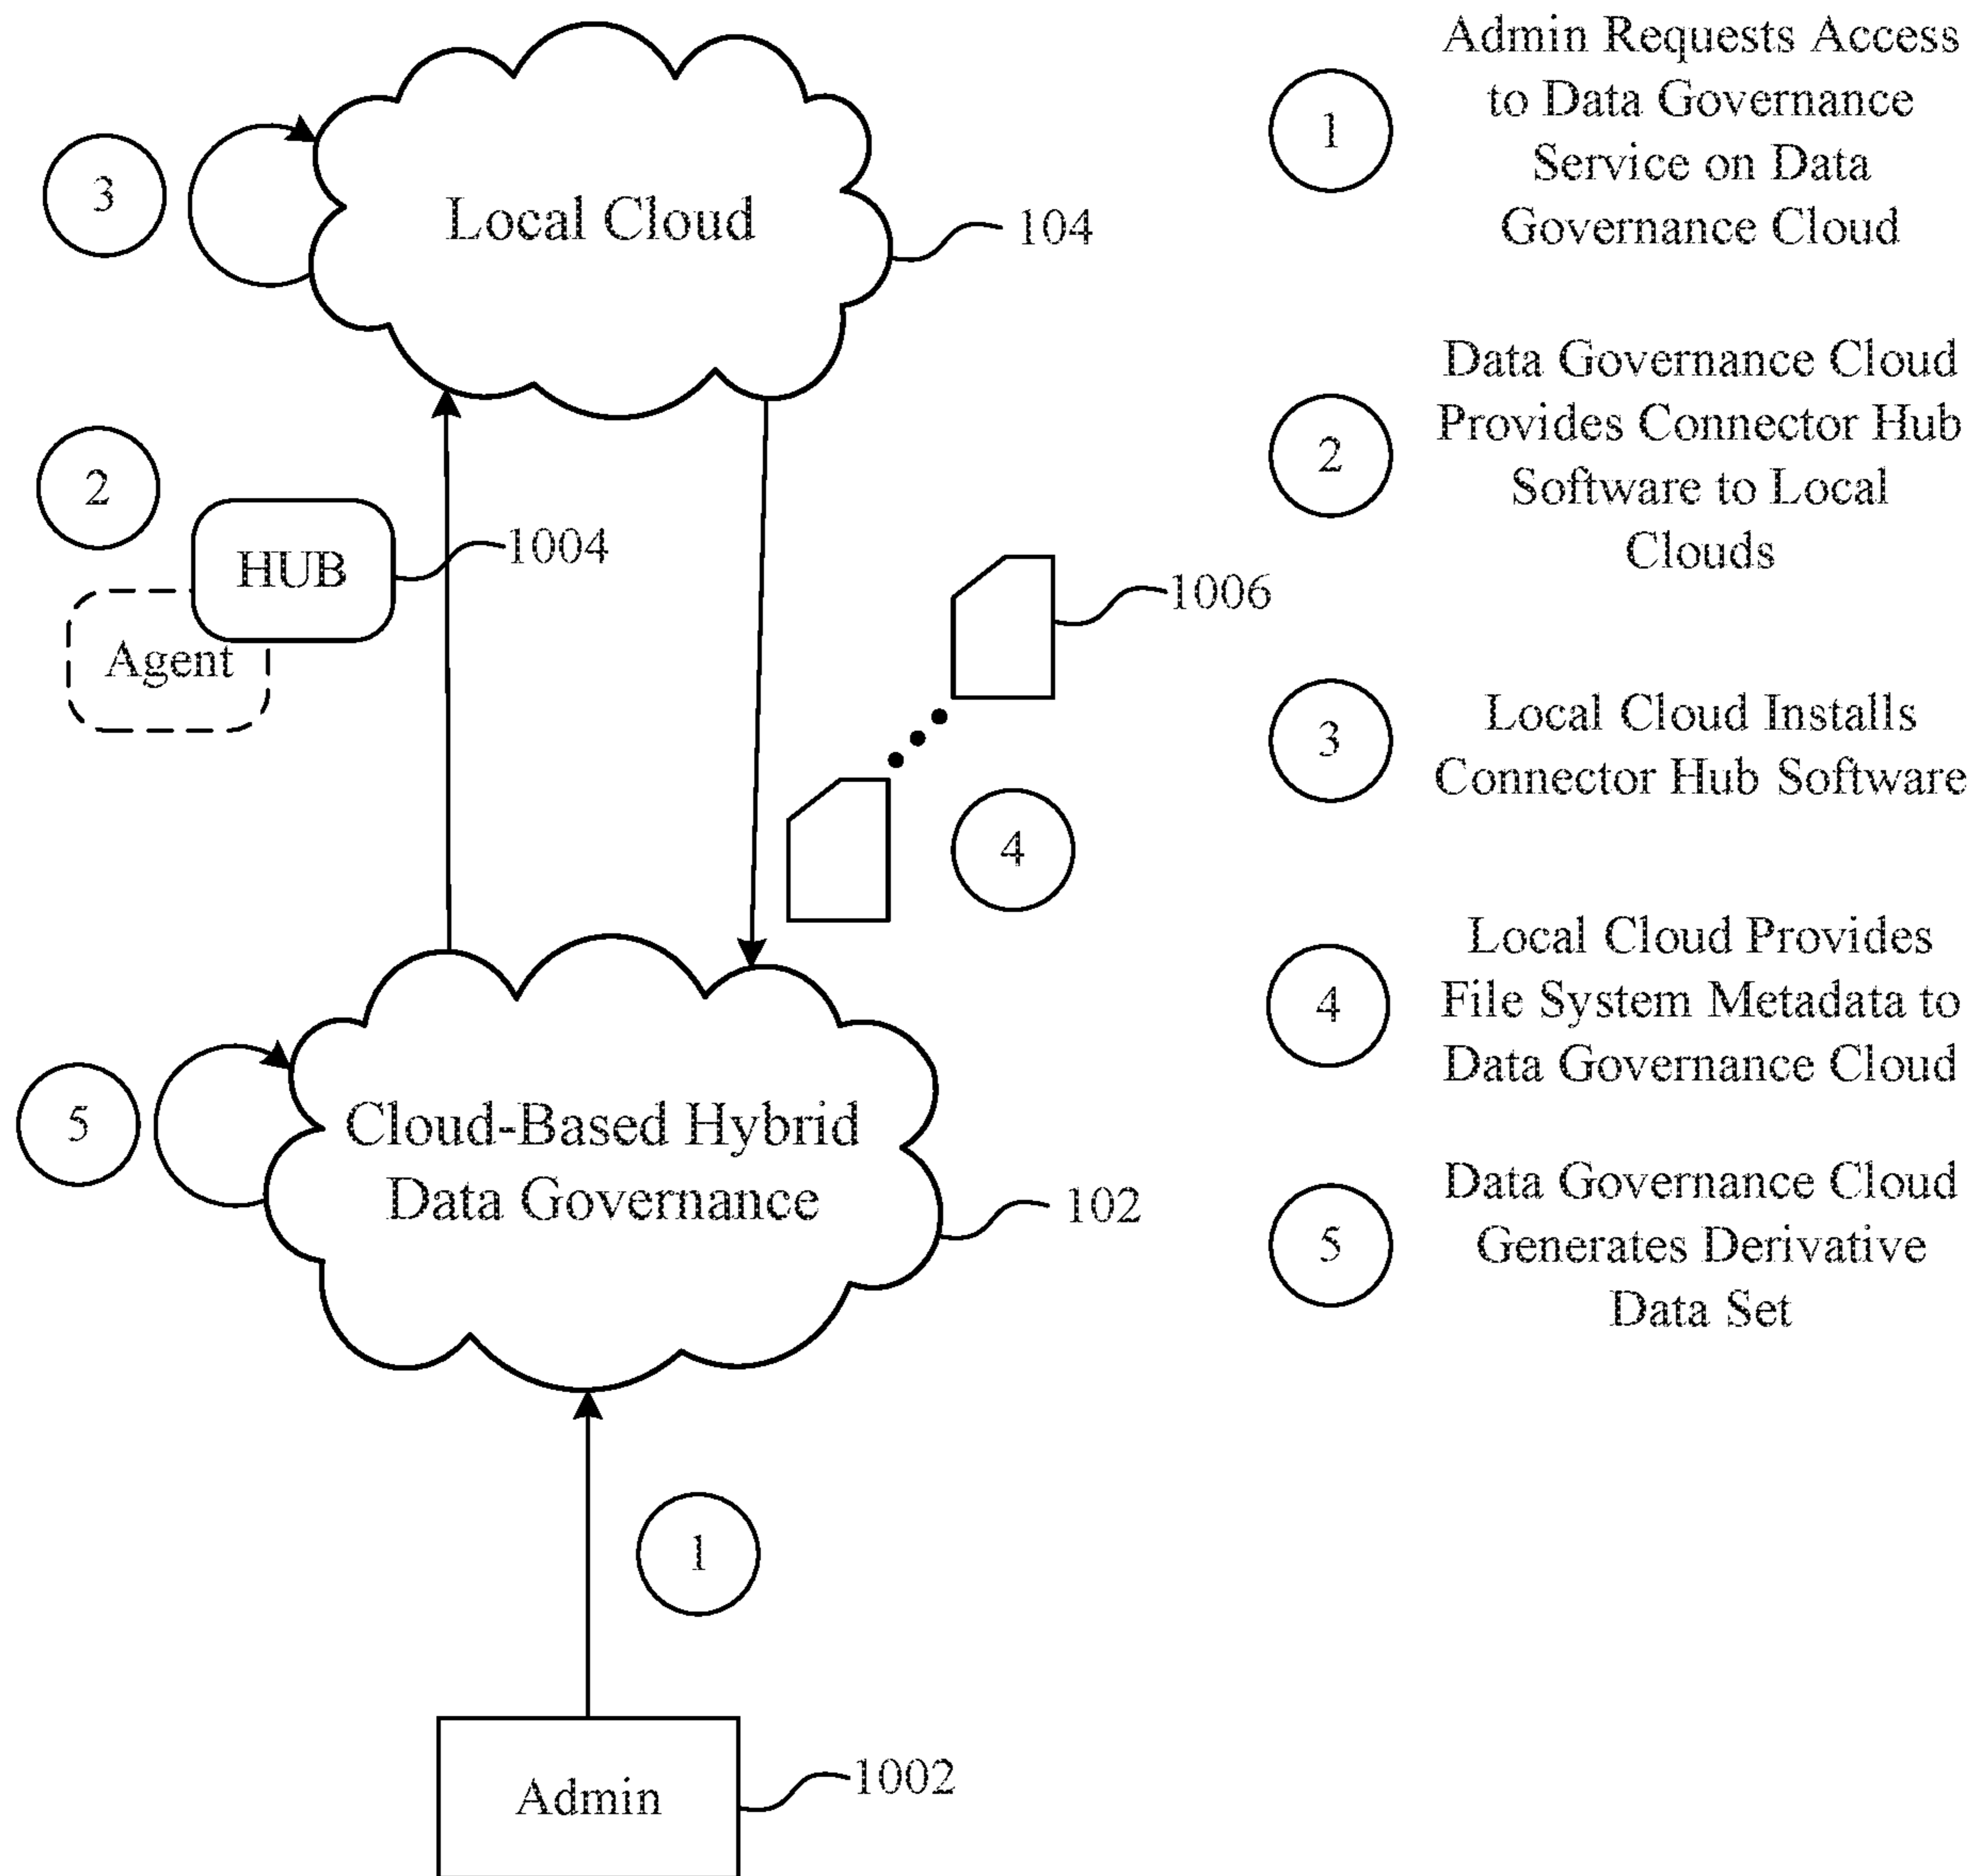 3
Local Cloud
104
2
HUB
1004
Agent
1006
4
5
Cloud-Based Hybrid
Data Governance
102
1
Admin
1002
1
Admin Requests Access
to Data Governance
Service on Data
Governance Cloud
2
Data Governance Cloud
Provides Connector Hub
Software to Local
Clouds
3
Local Cloud Installs
Connector Hub Software
4
Local Cloud Provides
File System Metadata to
Data Governance Cloud
5
Data Governance Cloud
Generates Derivative
Data Set